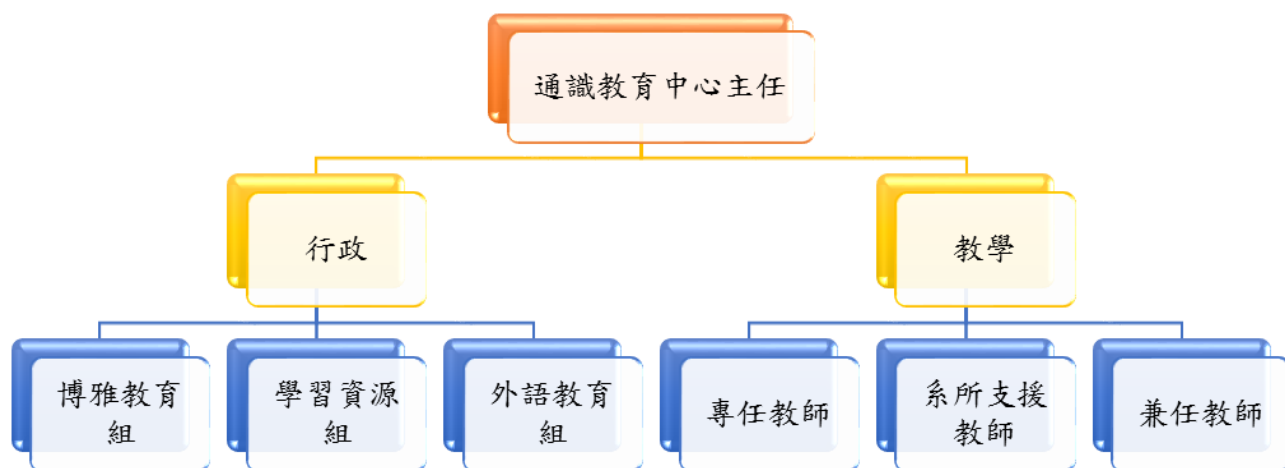 通識教育中心主任
行政
教學
博雅教育
組
學習資源
組
外語教育
組
專任教師
系所支援
教師
兼任教師